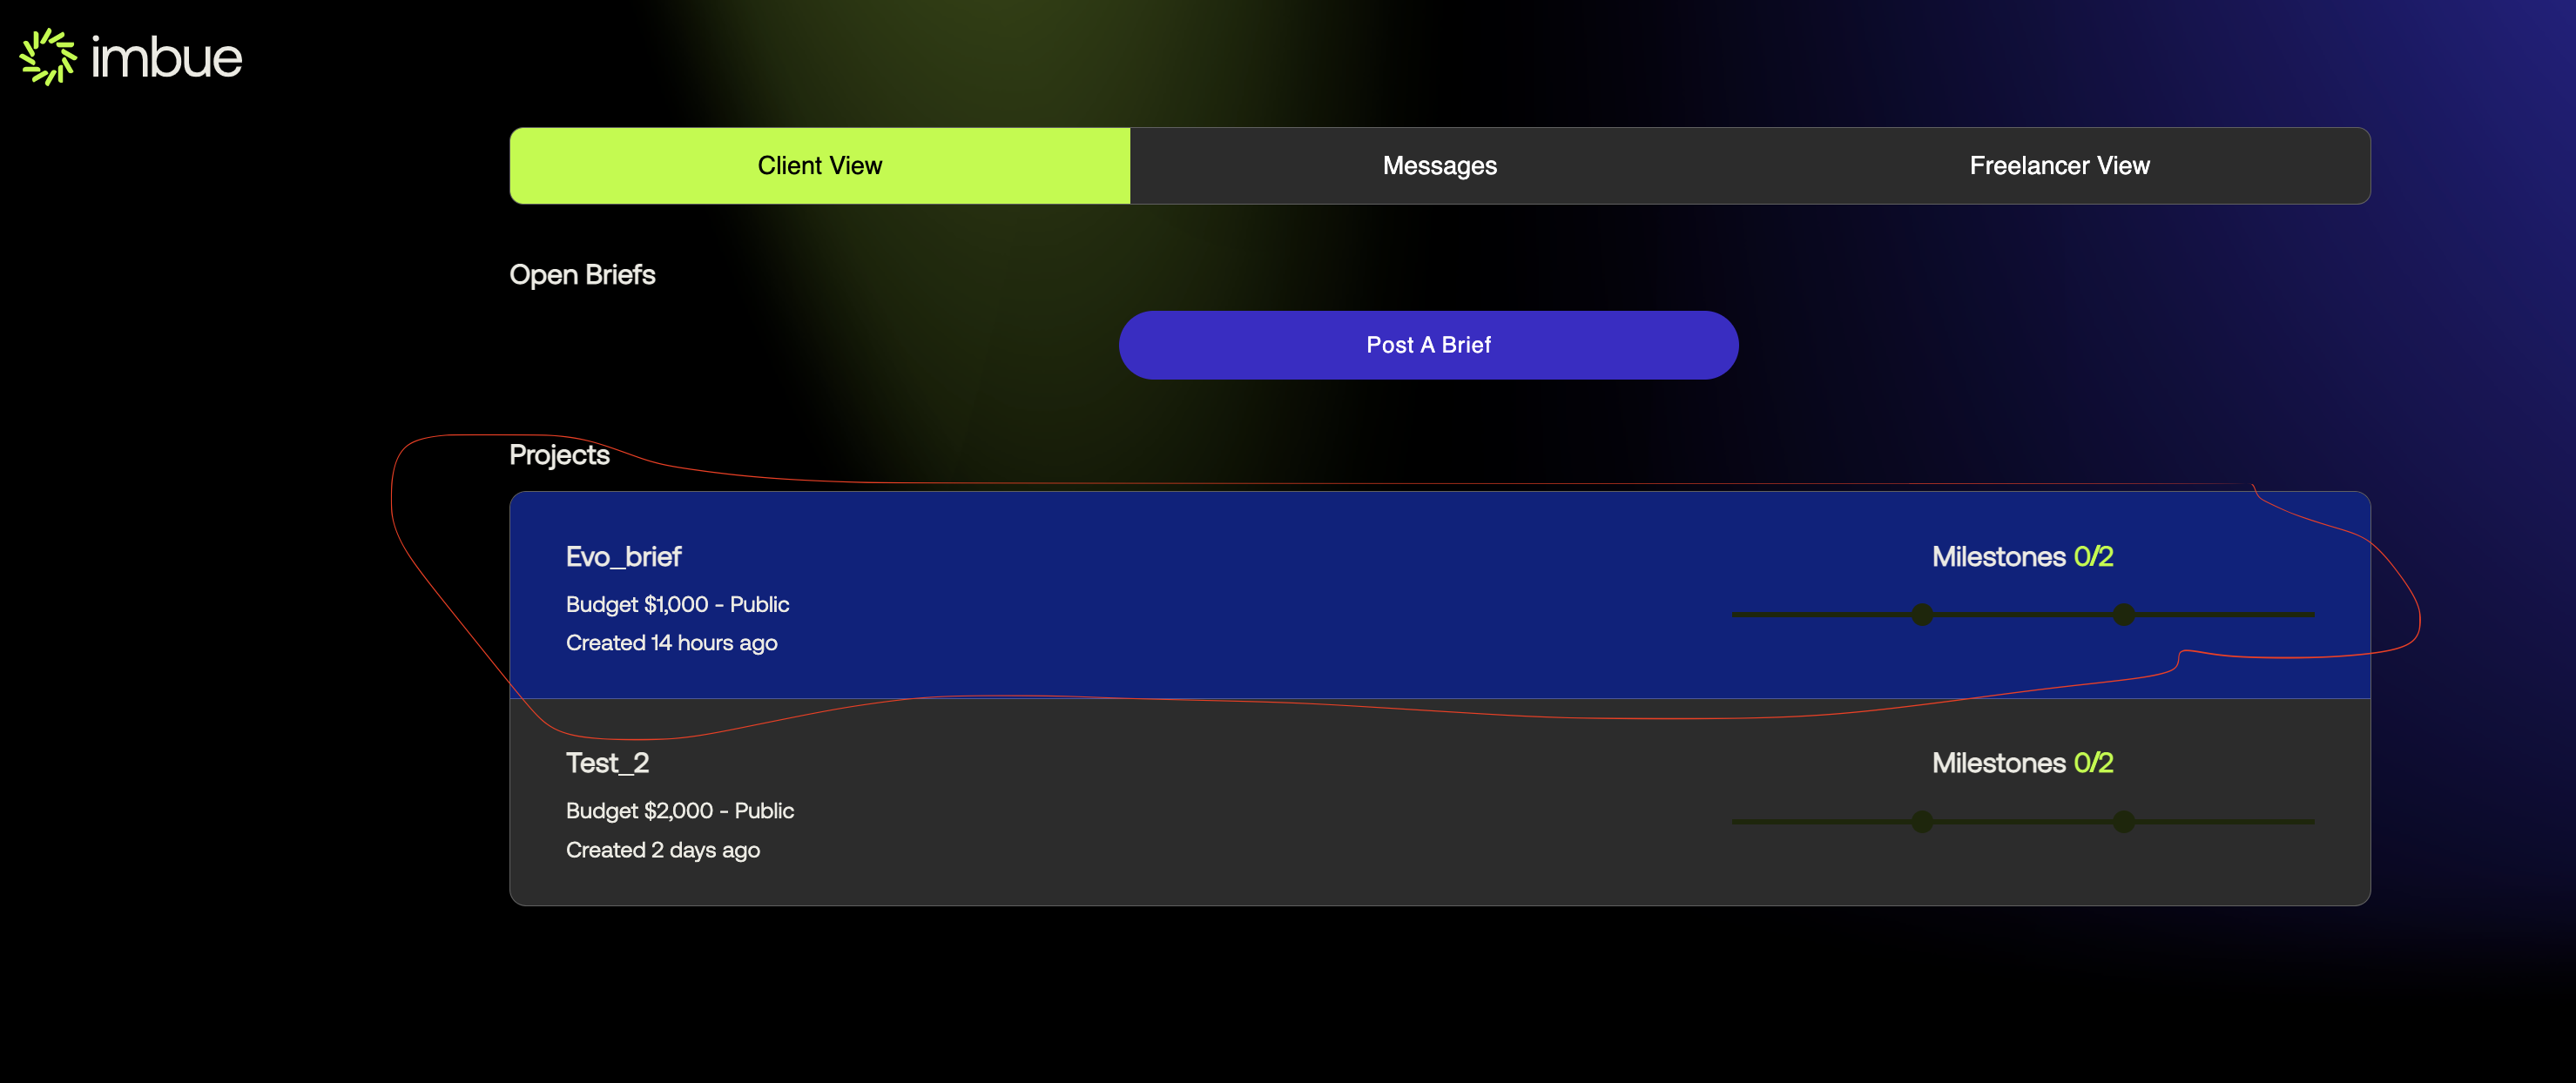 imbue
Client View
Messages
Freelancer View
Open Briefs
Post A Brief
Projects
Evo_brief
Budget $1,000 - Public
Created 14 hours ago
Milestones 0/2
Test_2
Budget $2,000 - Public
Created 2 days ago
Milestones 0/2